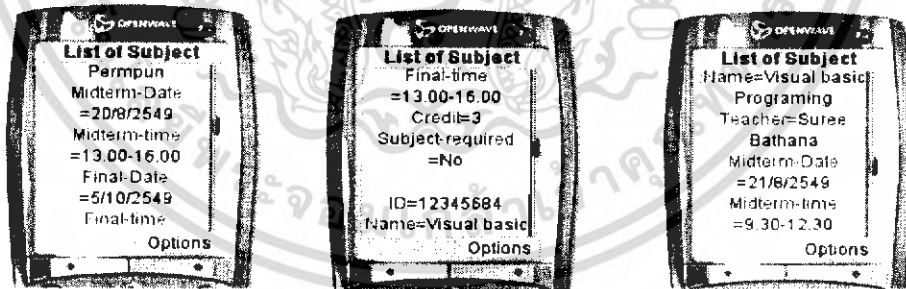 OPENWAVE
List of Subject
Permpun
Midterm-Date
=20/8/2549
Midterm-time
=13.00-16.00
Final-Date
=5/10/2549
Final-time
Options
OPENWAVE
List of Subject
Final-time
=13.00-16.00
Credit=3
Subject-required
=No
ID=12345684
Name=Visual basic
Options
OPENWAVE
List of Subject
Name=Visual basic
Programing
Teacher=Suree
Bathana
Midterm-Date
=21/8/2549
Midterm-time
=9.30-12.30
Options